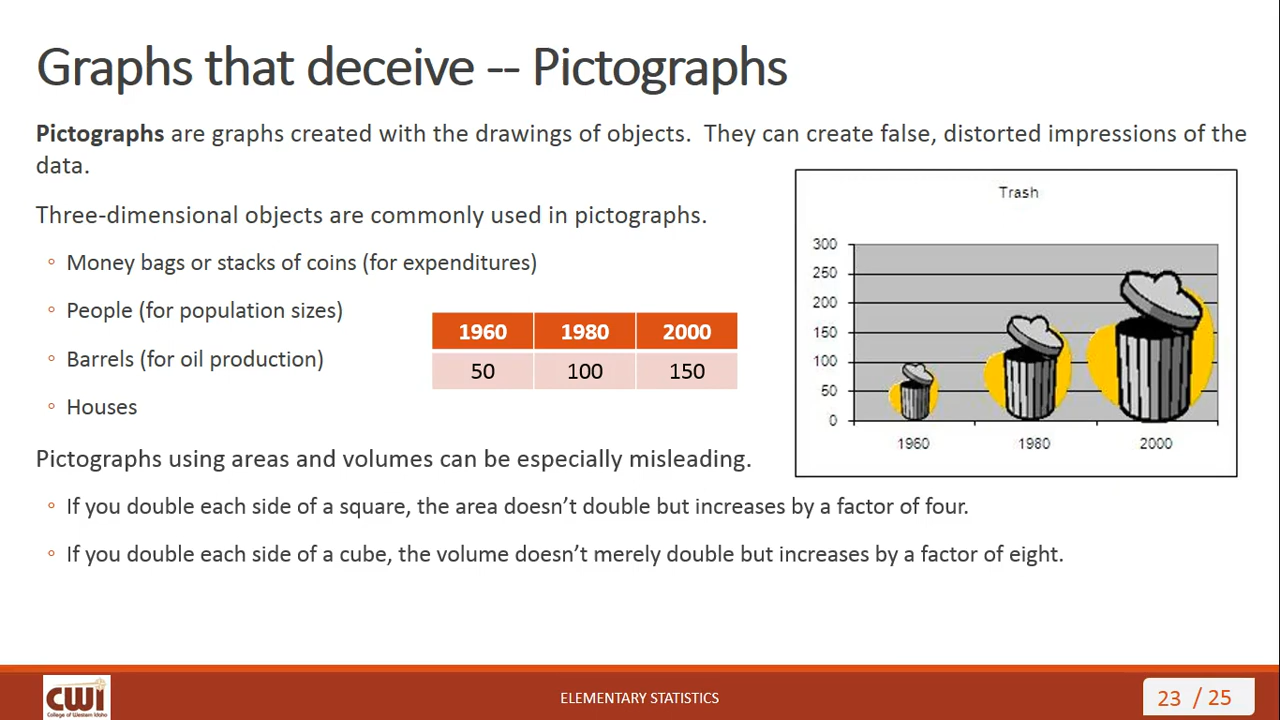 Graphs that deceive -- Pictographs
Pictographs are graphs created with the drawings of objects. They can create false, distorted impressions of the
data.
Three-dimensional objects are commonly used in pictographs.
◦ Money bags or stacks of coins (for expenditures)
◦ People (for population sizes)
◦ Barrels (for oil production)
◦ Houses
1960 1980 2000
50 100 150
Trash
300
250
200
150
100
50
0
1960 1980 2000
Pictographs using areas and volumes can be especially misleading.
◦ If you double each side of a square, the area doesn’t double but increases by a factor of four.
◦ If you double each side of a cube, the volume doesn’t merely double but increases by a factor of eight.
CWI
College of Western Idaho
ELEMENTARY STATISTICS
23 / 25